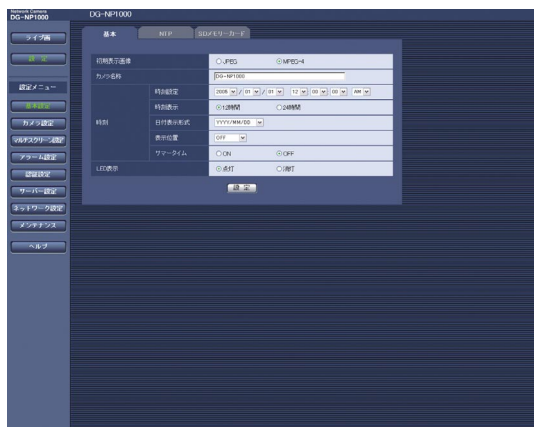 Network Camera
DG-NP1000
DG-NP1000
ライブ画
設定
設定メニュー
基本設定
カメラ設定
マルチスクリーン設定
アラーム設定
認証設定
サーバー設定
ネットワーク設定
メンテナンス
ヘルプ
基本 NTP SDメモリーカード
初期表示画像 JPEG MPEG-4
カメラ名称 DG-NP1000
時刻 時刻設定 2005 / 01 / 01 12 00 00 AM
時刻表示 12時間 24時間
日付表示形式 YYYY/MM/DD
表示位置 OFF
サマータイム ON OFF
LED表示 点灯 消灯
設定